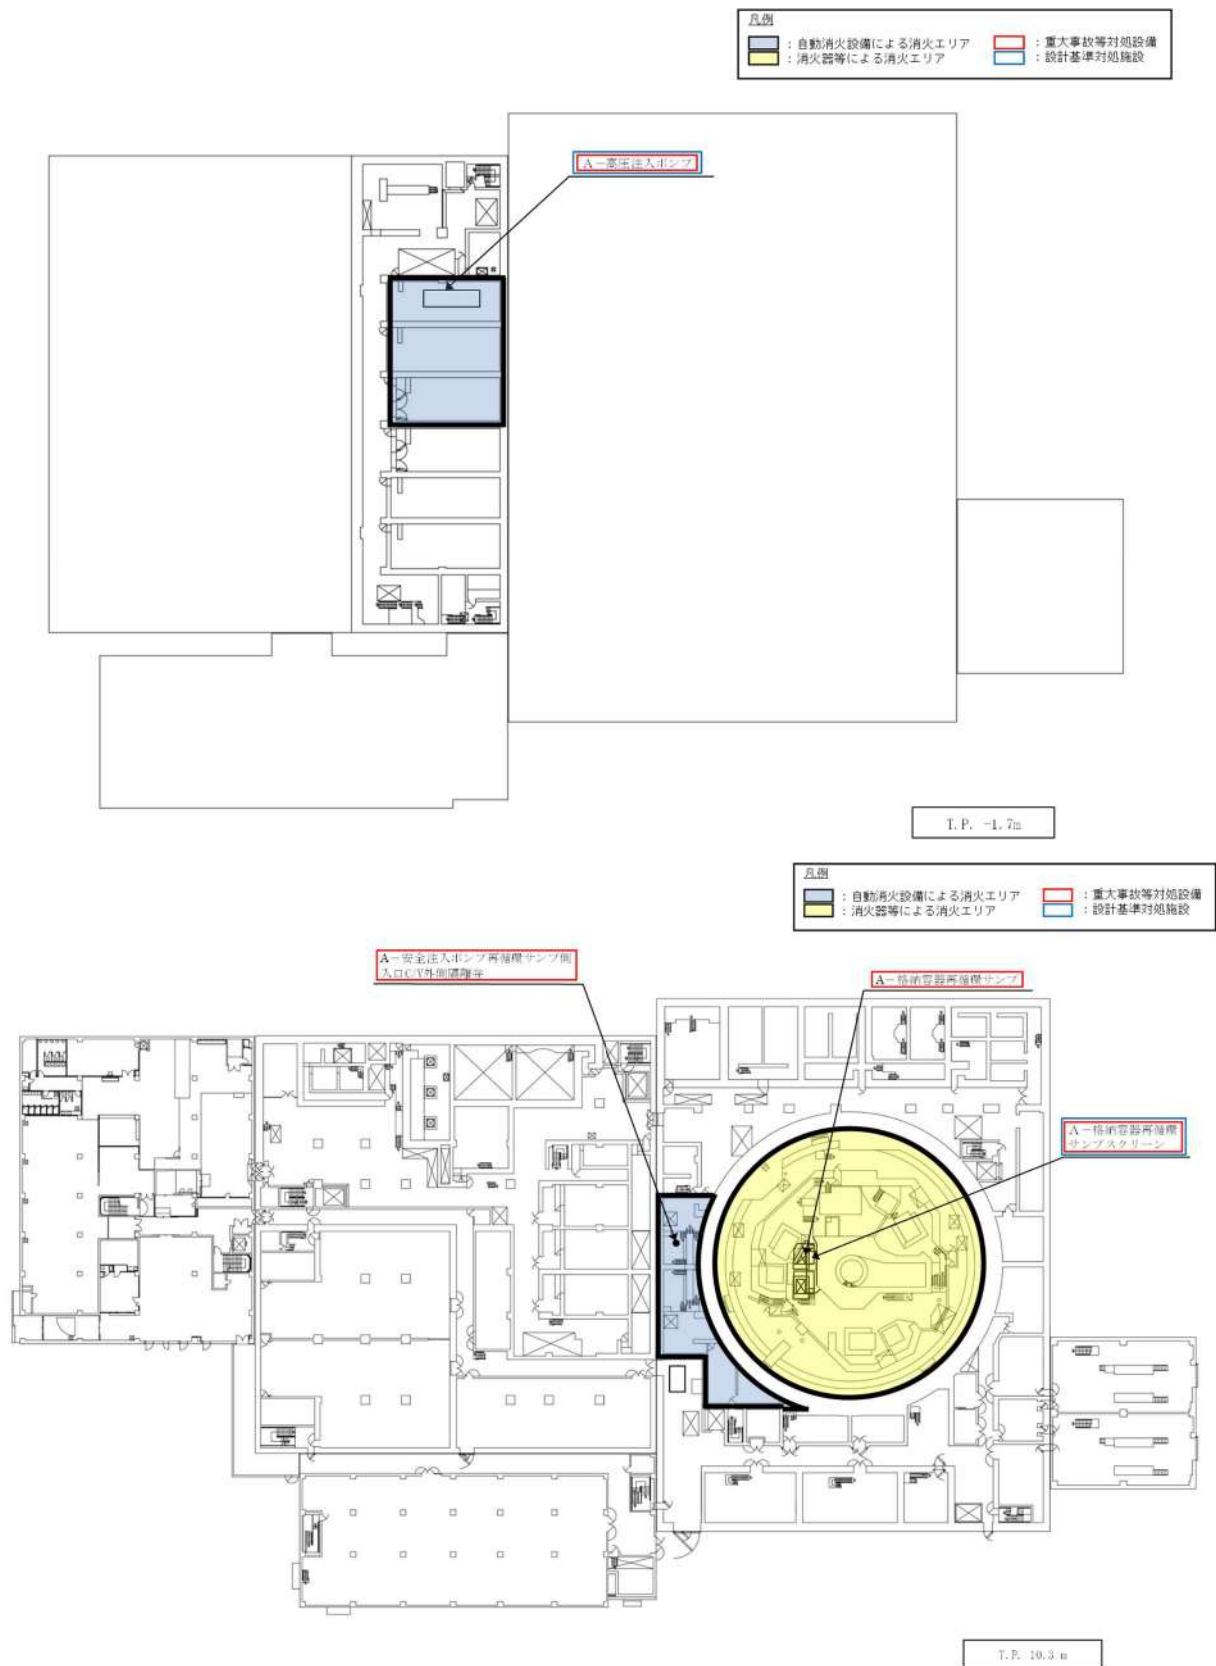 凡例
：自動消火設備による消火エリア
：重大事故等対処設備
：消火器等による消火エリア
：設計基準対処施設
A－高圧注入ポンプ
T.P. -1.7m
凡例
：自動消火設備による消火エリア
：重大事故等対処設備
：消火器等による消火エリア
：設計基準対処施設
A－安全注入ポンプ再循環サンプ側
入口C/V外側隔離弁
A－格納容器再循環サンプ
A－格納容器再循環
サンプスクリーン
T.P. 10.3 m